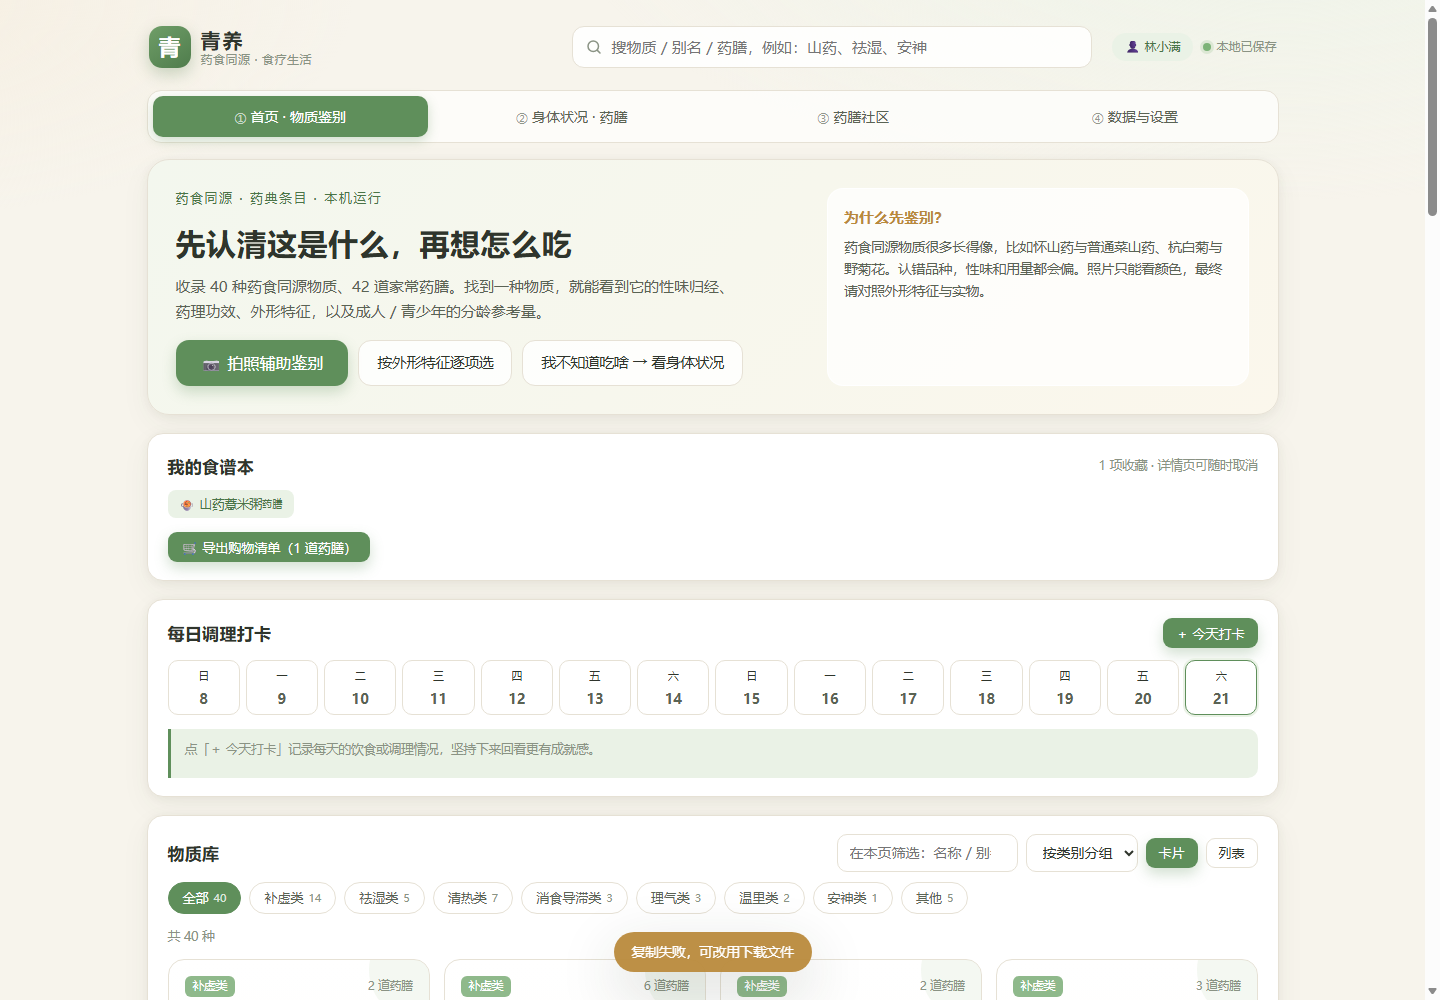 青
青养
药食同源 · 食疗生活
搜物质 / 别名 / 药膳，例如：山药、祛湿、安神
林小满
本地已保存
① 首页 · 物质鉴别
② 身体状况 · 药膳
③ 药膳社区
④ 数据与设置
药食同源 · 药典条目 · 本机运行
先认清这是什么，再想怎么吃
收录 40 种药食同源物质、42 道家常药膳。找到一种物质，就能看到它的性味归经、
药理功效、外形特征，以及成人 / 青少年的分龄参考量。
拍照辅助鉴别
按外形特征逐项选
我不知道吃啥 → 看身体状况
为什么先鉴别？
药食同源物质很多长得像，比如怀山药与普通菜山药、杭白菊与
野菊花。认错品种，性味和用量都会偏。照片只能看颜色，最终
请对照外形特征与实物。
我的食谱本
1 项收藏 · 详情页可随时取消
山药薏米粥药膳
导出购物清单（1 道药膳）
每日调理打卡
＋ 今天打卡
日 一 二 三 四 五 六 日 一 二 三 四 五 六
8 9 10 11 12 13 14 15 16 17 18 19 20 21
点「＋ 今天打卡」记录每天的饮食或调理情况，坚持下来回看更有成就感。
物质库
在本页筛选：名称 / 别
按类别分组
卡片
列表
全部 40
补虚类 14
祛湿类 5
清热类 7
消食导滞类 3
理气类 3
温里类 2
安神类 1
其他 5
共 40 种
复制失败，可改用下载文件
补虚类
2 道药膳
补虚类
6 道药膳
补虚类
2 道药膳
补虚类
3 道药膳